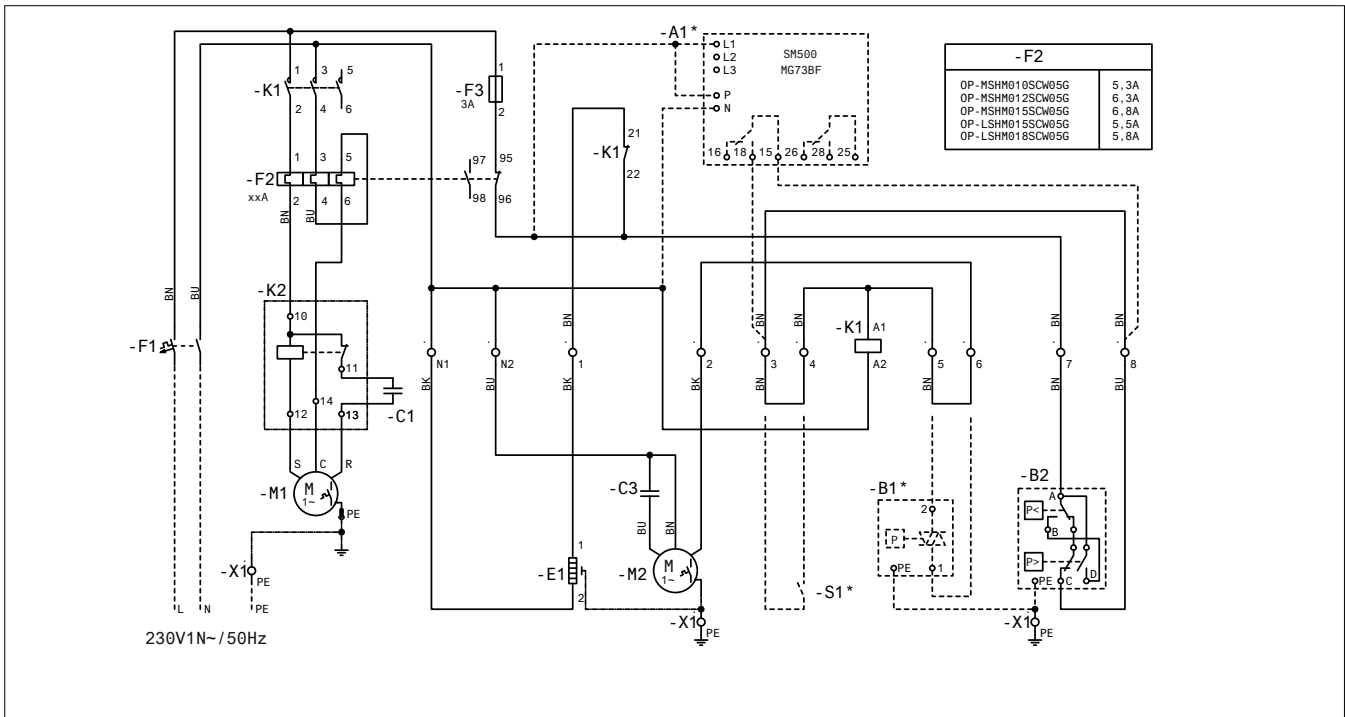 -A1*
L1
L2
L3
P
N
SM500
MG73BF
16 18 15 26 28 25
-F2
OP-MSHM010SCW05G 5,3A
OP-MSHM012SCW05G 6,3A
OP-MSHM015SCW05G 6,8A
OP-LSHM015SCW05G 5,5A
OP-LSHM018SCW05G 5,8A
-K1
1 3 5
2 4 6
-F3
3A
1
2
-K1
21
22
-F2
xxA
1 3 5
2 4 6
BN BU
97 95
98 96
BN BU
-F1
-K2
10
11
12 14 13
-C1
S C R
-M1
M
1~
PE
-X1
PE
L N PE
230V1N~/50Hz
BN BN BN BN BN BU
-K1
A1
A2
N1 N2 1 2 3 4 5 6 7 8
BK BU BK BK BN BN BN BU
-C3
BU BN
-M2
M
1~
-E1
1
2
-X1
PE
-S1*
-B1*
2
P
PE 1
-B2
A
P<
B
P>
PE C D
-X1
PE